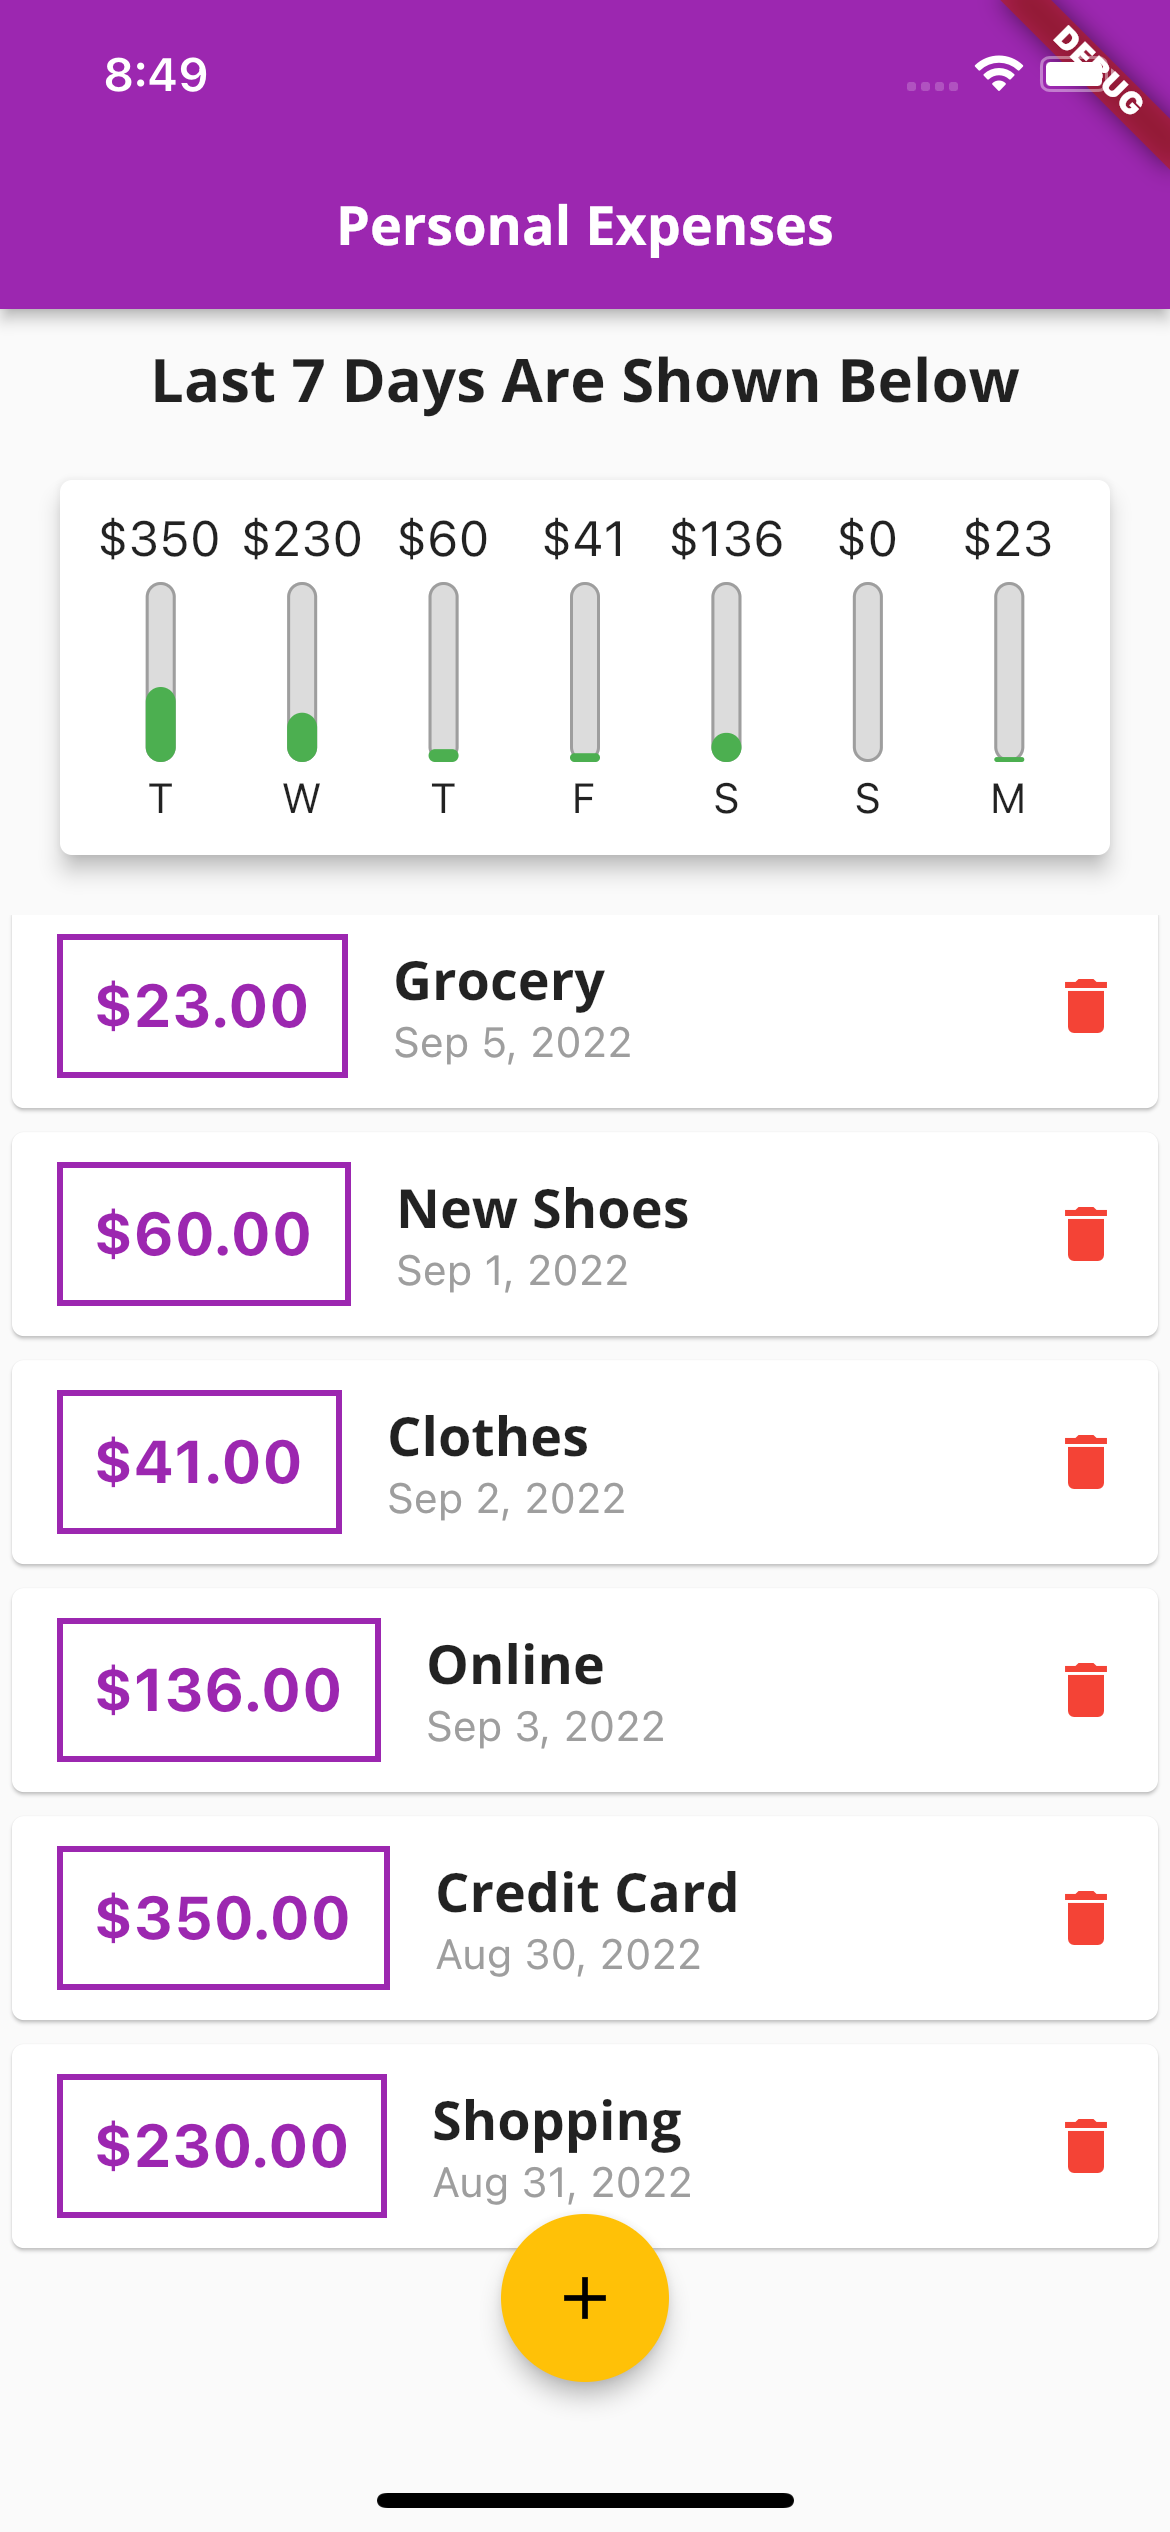 8:49
DEBUG
Personal Expenses
Last 7 Days Are Shown Below
$350 $230 $60 $41 $136 $0 $23
T W T F S S M
$23.00
Grocery
Sep 5, 2022
$60.00
New Shoes
Sep 1, 2022
$41.00
Clothes
Sep 2, 2022
$136.00
Online
Sep 3, 2022
$350.00
Credit Card
Aug 30, 2022
$230.00
Shopping
Aug 31, 2022
+